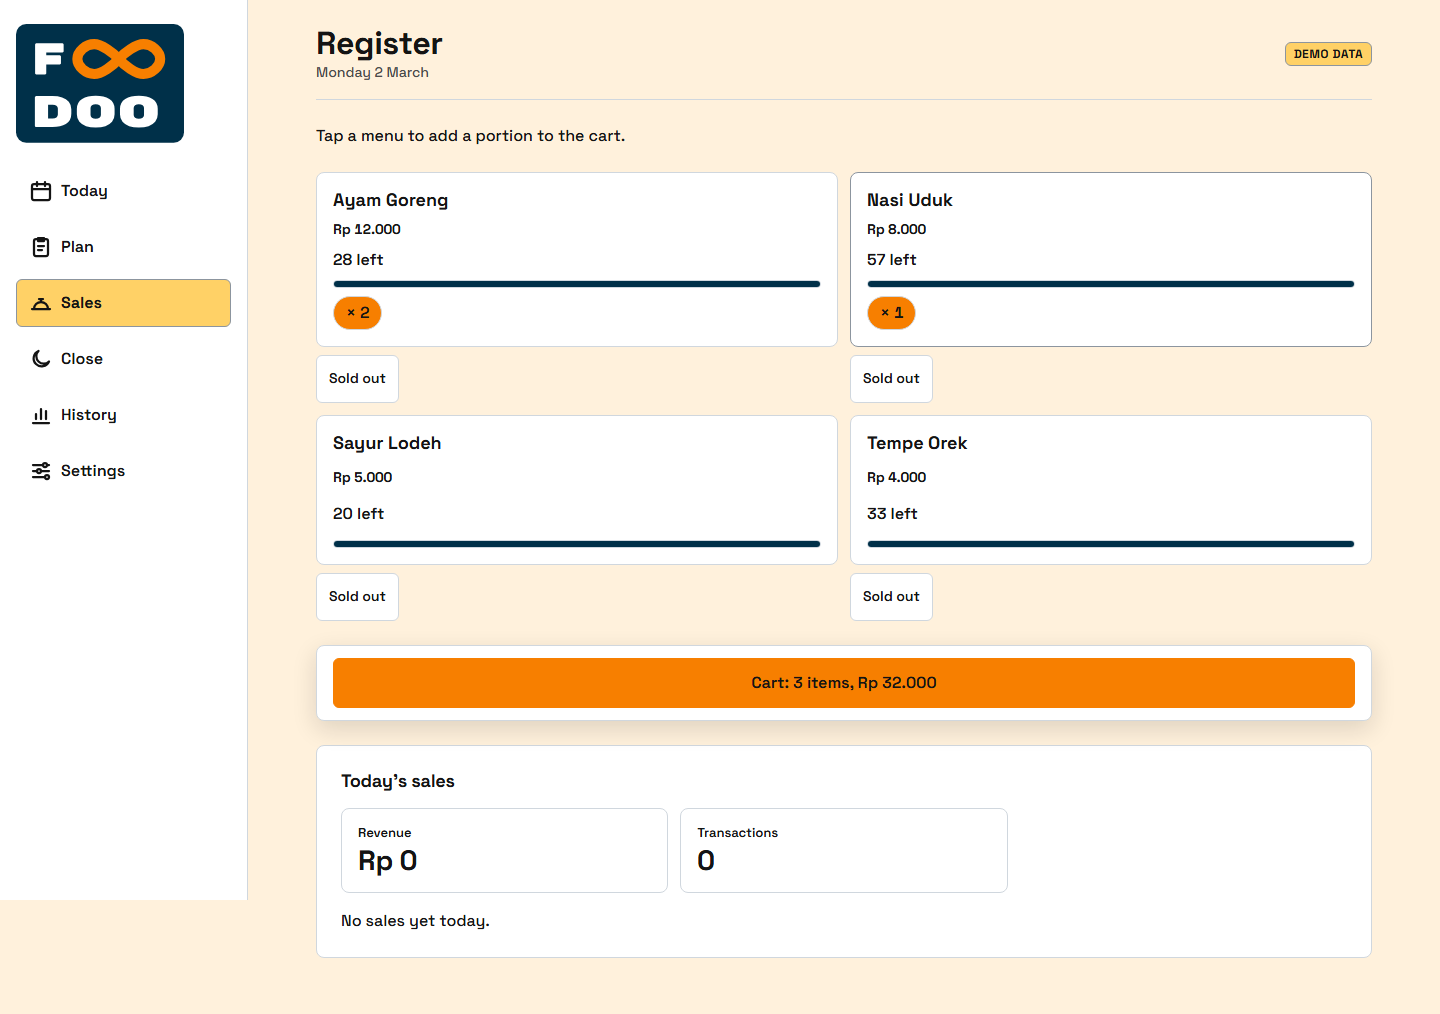 F
DOO
Today
Plan
Sales
Close
History
Settings
Register
Monday 2 March
DEMO DATA
Tap a menu to add a portion to the cart.
Ayam Goreng
Rp 12.000
28 left
× 2
Sold out
Nasi Uduk
Rp 8.000
57 left
× 1
Sold out
Sayur Lodeh
Rp 5.000
20 left
Sold out
Tempe Orek
Rp 4.000
33 left
Sold out
Cart: 3 items, Rp 32.000
Today’s sales
Revenue
Rp 0
Transactions
0
No sales yet today.